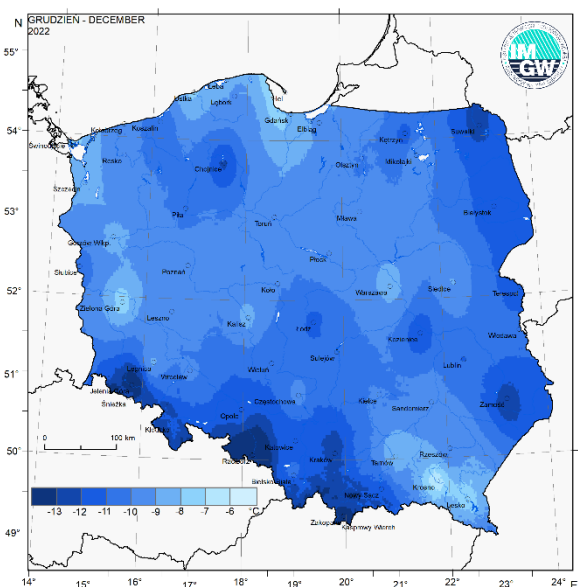 N
GRUDZIEN - DECEMBER
2022
IM
GW
55°
54°
53°
52°
51°
50°
49°
Łeba
Ustka
Lębork
Hel
Gdańsk
Elbląg
Kołobrzeg
Koszalin
Świnoujście
Resko
Kętrzyn
Suwałki
Olsztyn
Mikołajki
Chojnice
Szczecin
Piła
Toruń
Mława
Białystok
Gorzów Wlkp.
Płock
Słubice
Poznań
Koło
Warszawa
Siedlce
Terespol
Zielona Góra
Leszno
Kalisz
Łódź
Kozienice
Włodawa
Sulejów
Legnica
Wrocław
Wieluń
Lublin
Jelenia Góra
Śnieżka
Częstochowa
Kielce
Sandomierz
Zamość
Kłodzko
Opole
Katowice
Racibórz
Kraków
Tarnów
Rzeszów
Bielsko-Biała
Nowy Sącz
Krosno
Lesko
Zakopane
Kasprowy Wierch
0 100 km
-13 -12 -11 -10 -9 -8 -7 -6 °C
14° 15° 16° 17° 18° 19° 20° 21° 22° 23° 24° E